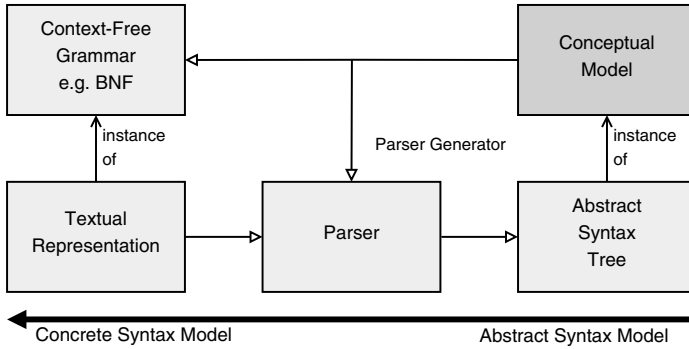 Context-Free
Grammar
e.g. BNF
Conceptual
Model
instance
of
Parser Generator
instance
of
Textual
Representation
Parser
Abstract
Syntax
Tree
Concrete Syntax Model
Abstract Syntax Model